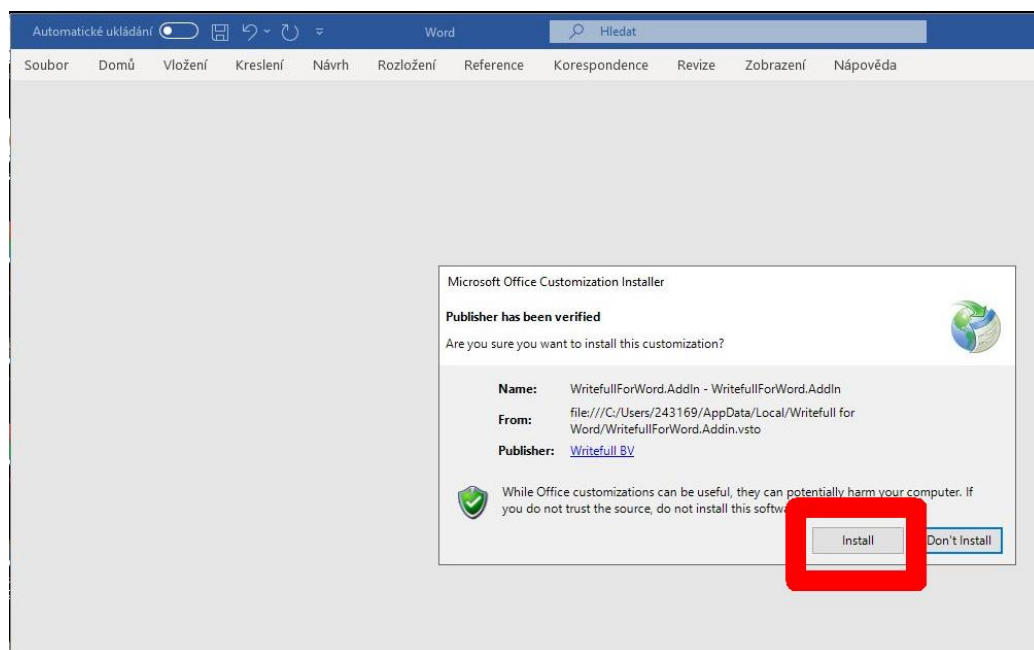 Automatické ukládání Word Hledat
Soubor Domů Vložení Kreslení Návrh Rozložení Reference Korespondence Revize Zobrazení Nápověda
Microsoft Office Customization Installer
Publisher has been verified
Are you sure you want to install this customization?
Name: WritefullForWord.AddIn - WritefullForWord.AddIn
From: file:///C:/Users/243169/AppData/Local/Writefull for
Word/WritefullForWord.Addin.vsto
Publisher: Writefull BV
While Office customizations can be useful, they can potentially harm your computer. If
you do not trust the source, do not install this
Install Don't Install